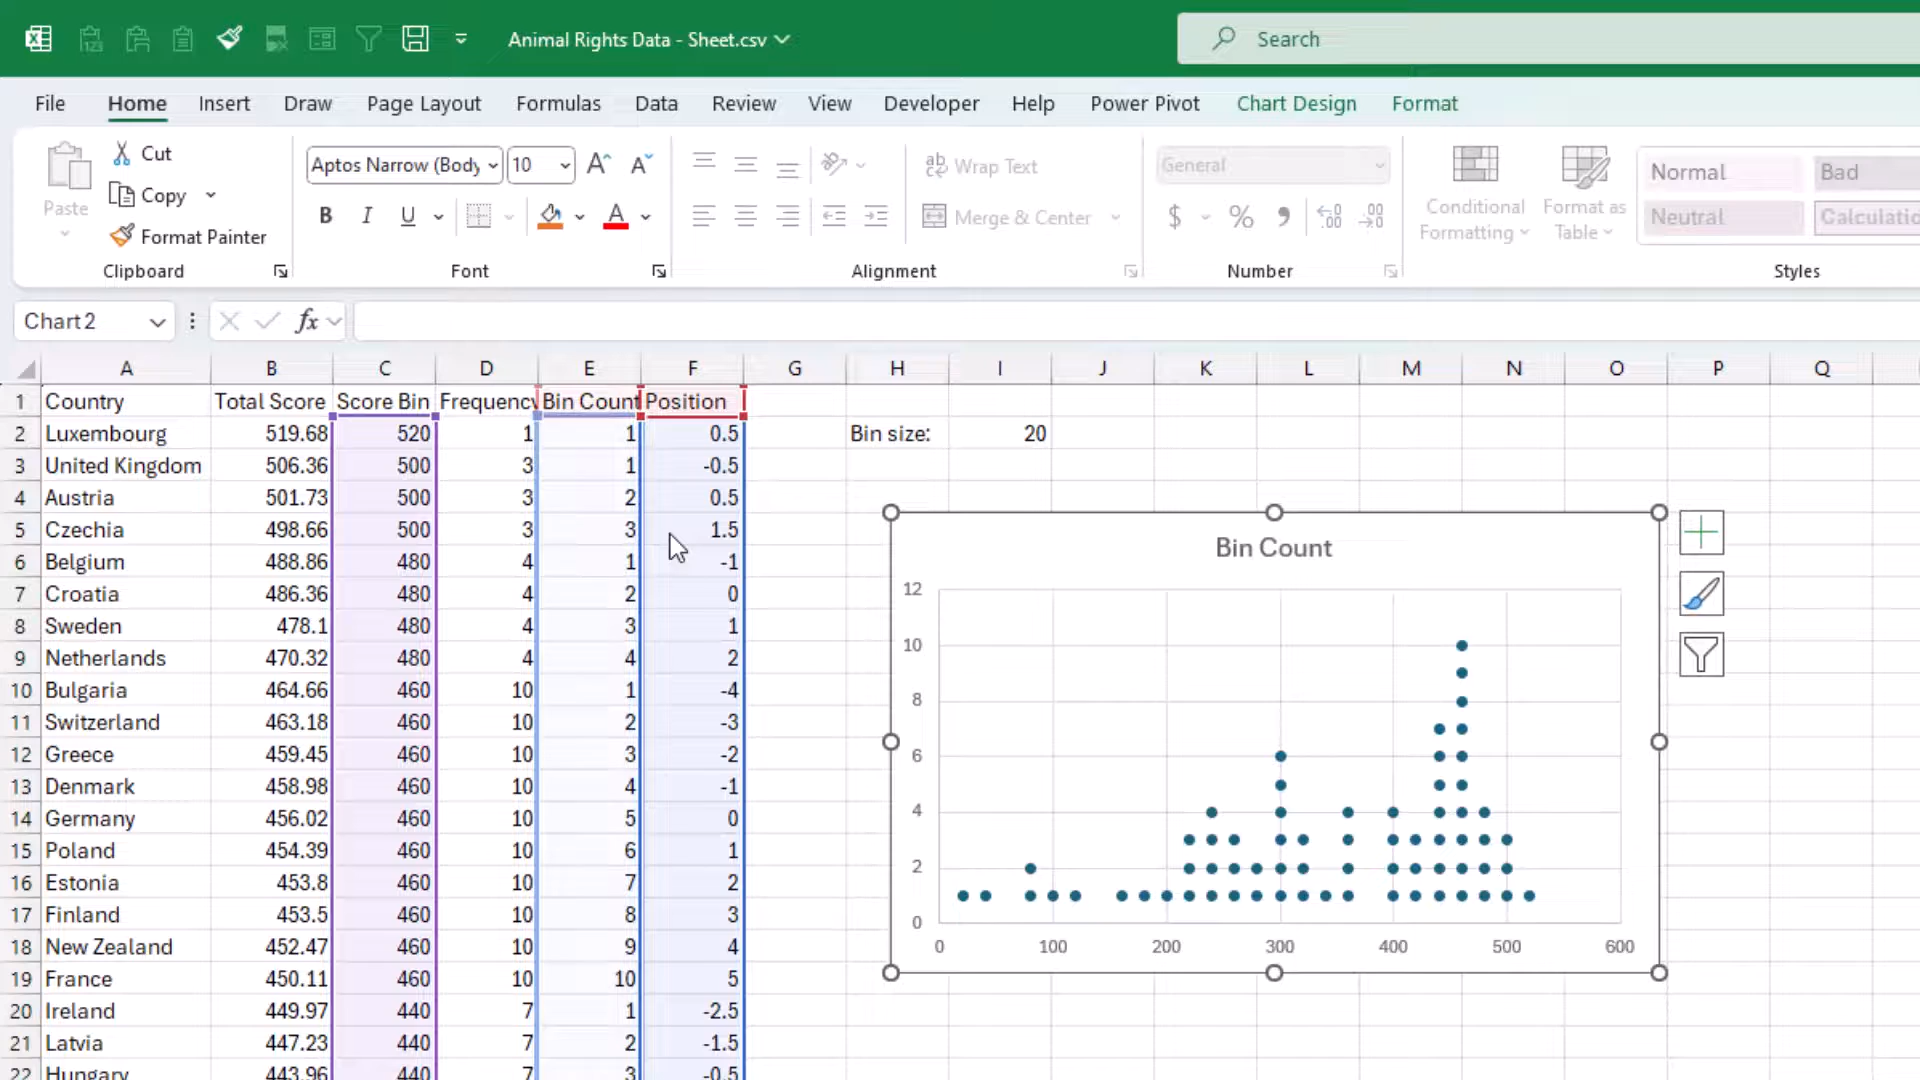 Animal Rights Data - Sheet.csv
Search
File Home Insert Draw Page Layout Formulas Data Review View Developer Help Power Pivot Chart Design Format
Paste
Cut
Copy
Format Painter
Clipboard
Aptos Narrow (Body 10
B I U
Font
Wrap Text
Merge & Center
Alignment
General
$ %
Number
Conditional Formatting
Format as Table
Normal Bad
Neutral Calculatio
Styles
Chart 2 fx
A B C D E F G H I J K L M N O P Q
1 Country Total Score Score Bin Frequency Bin Count Position
2 Luxembourg 519.68 520 1 1 0.5 Bin size: 20
3 United Kingdom 506.36 500 3 1 -0.5
4 Austria 501.73 500 3 2 0.5
5 Czechia 498.66 500 3 3 1.5
6 Belgium 488.86 480 4 1 -1
7 Croatia 486.36 480 4 2 0
8 Sweden 478.1 480 4 3 1
9 Netherlands 470.32 480 4 4 2
10 Bulgaria 464.66 460 10 1 -4
11 Switzerland 463.18 460 10 2 -3
12 Greece 459.45 460 10 3 -2
13 Denmark 458.98 460 10 4 -1
14 Germany 456.02 460 10 5 0
15 Poland 454.39 460 10 6 1
16 Estonia 453.8 460 10 7 2
17 Finland 453.5 460 10 8 3
18 New Zealand 452.47 460 10 9 4
19 France 450.11 460 10 10 5
20 Ireland 449.97 440 7 1 -2.5
21 Latvia 447.23 440 7 2 -1.5
22 Hungary 443.96 440 7 3 -0.5
Bin Count
12
10
8
6
4
2
0
0 100 200 300 400 500 600